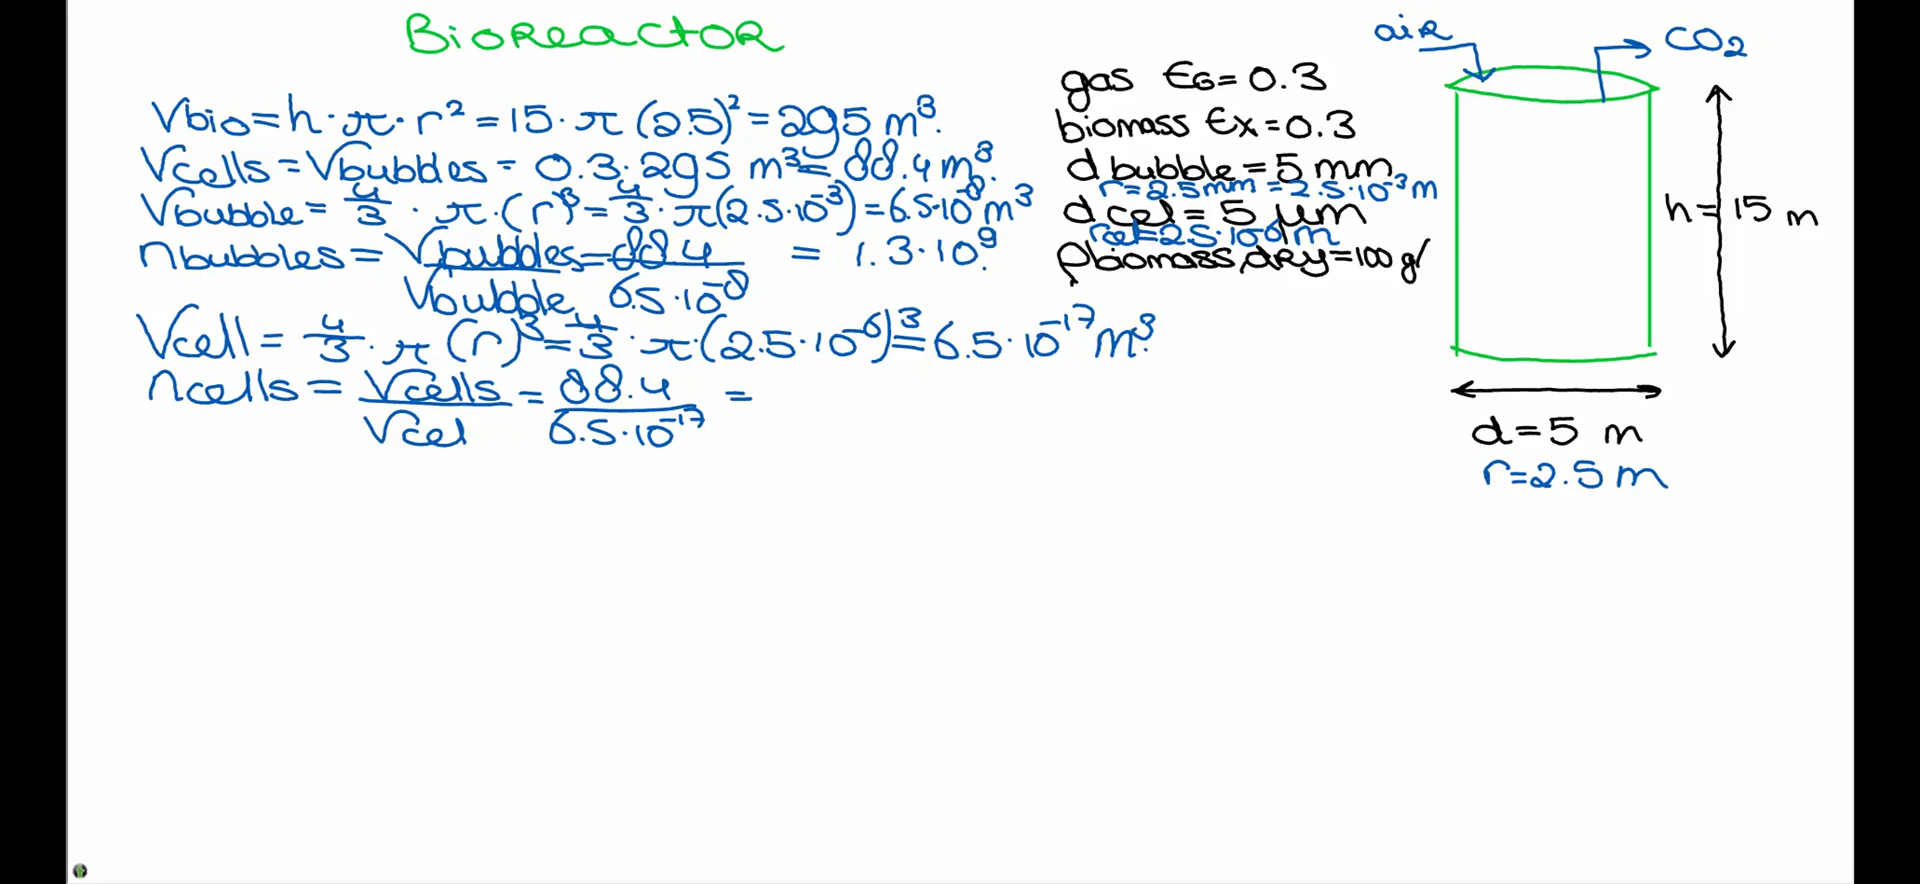 Bioreactor
Vbio = h · π · r² = 15 · π (2.5)² = 295 m³.
Vcells = Vbubbles = 0.3 · 295 m³ = 88.4 m³.
Vbubble = 4/3 · π · (r)³ = 4/3 · π (2.5·10⁻³) = 6.5·10⁻⁸ m³
nbubbles = Vbubbles/Vbubble = 88.4/6.5·10⁻⁸ = 1.3·10⁹.
Vcell = 4/3 · π (r)³ = 4/3 · π · (2.5·10⁻⁶)³ = 6.5·10⁻¹⁷ m³.
ncells = Vcells/Vcel = 88.4/6.5·10⁻¹⁷ =
gas ϵG = 0.3
biomass ϵx = 0.3
d bubble = 5 mm
r = 2.5 mm = 2.5·10⁻³ m
d cel = 5 μm
rcel = 2.5·10⁻⁶ m
ρbiomass,dry = 100 g/
air
CO₂
h = 15 m
d = 5 m
r = 2.5 m